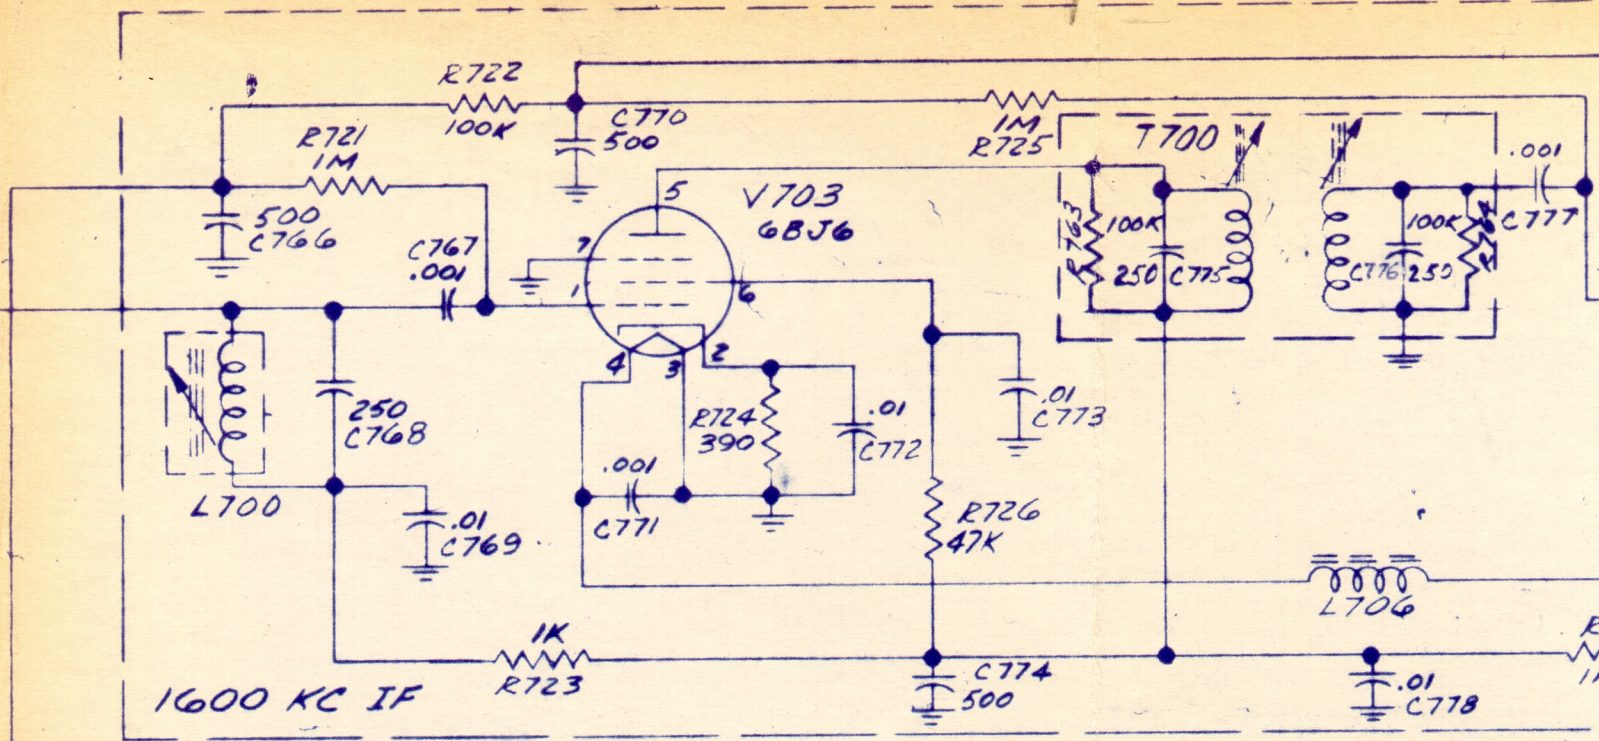 R722
100K
C770
500
1M
R725
T700
.001
C777
R721
1M
500
C766
C767
.001
5
V703
6BJ6
7
1
6
4
3
2
R763
100K
250
C775
100K
C776
250
L700
250
C768
.01
C769
R724
390
.01
C772
.001
C771
.01
C773
R726
47K
L706
1K
R723
C774
500
.01
C778
R
1600 KC IF